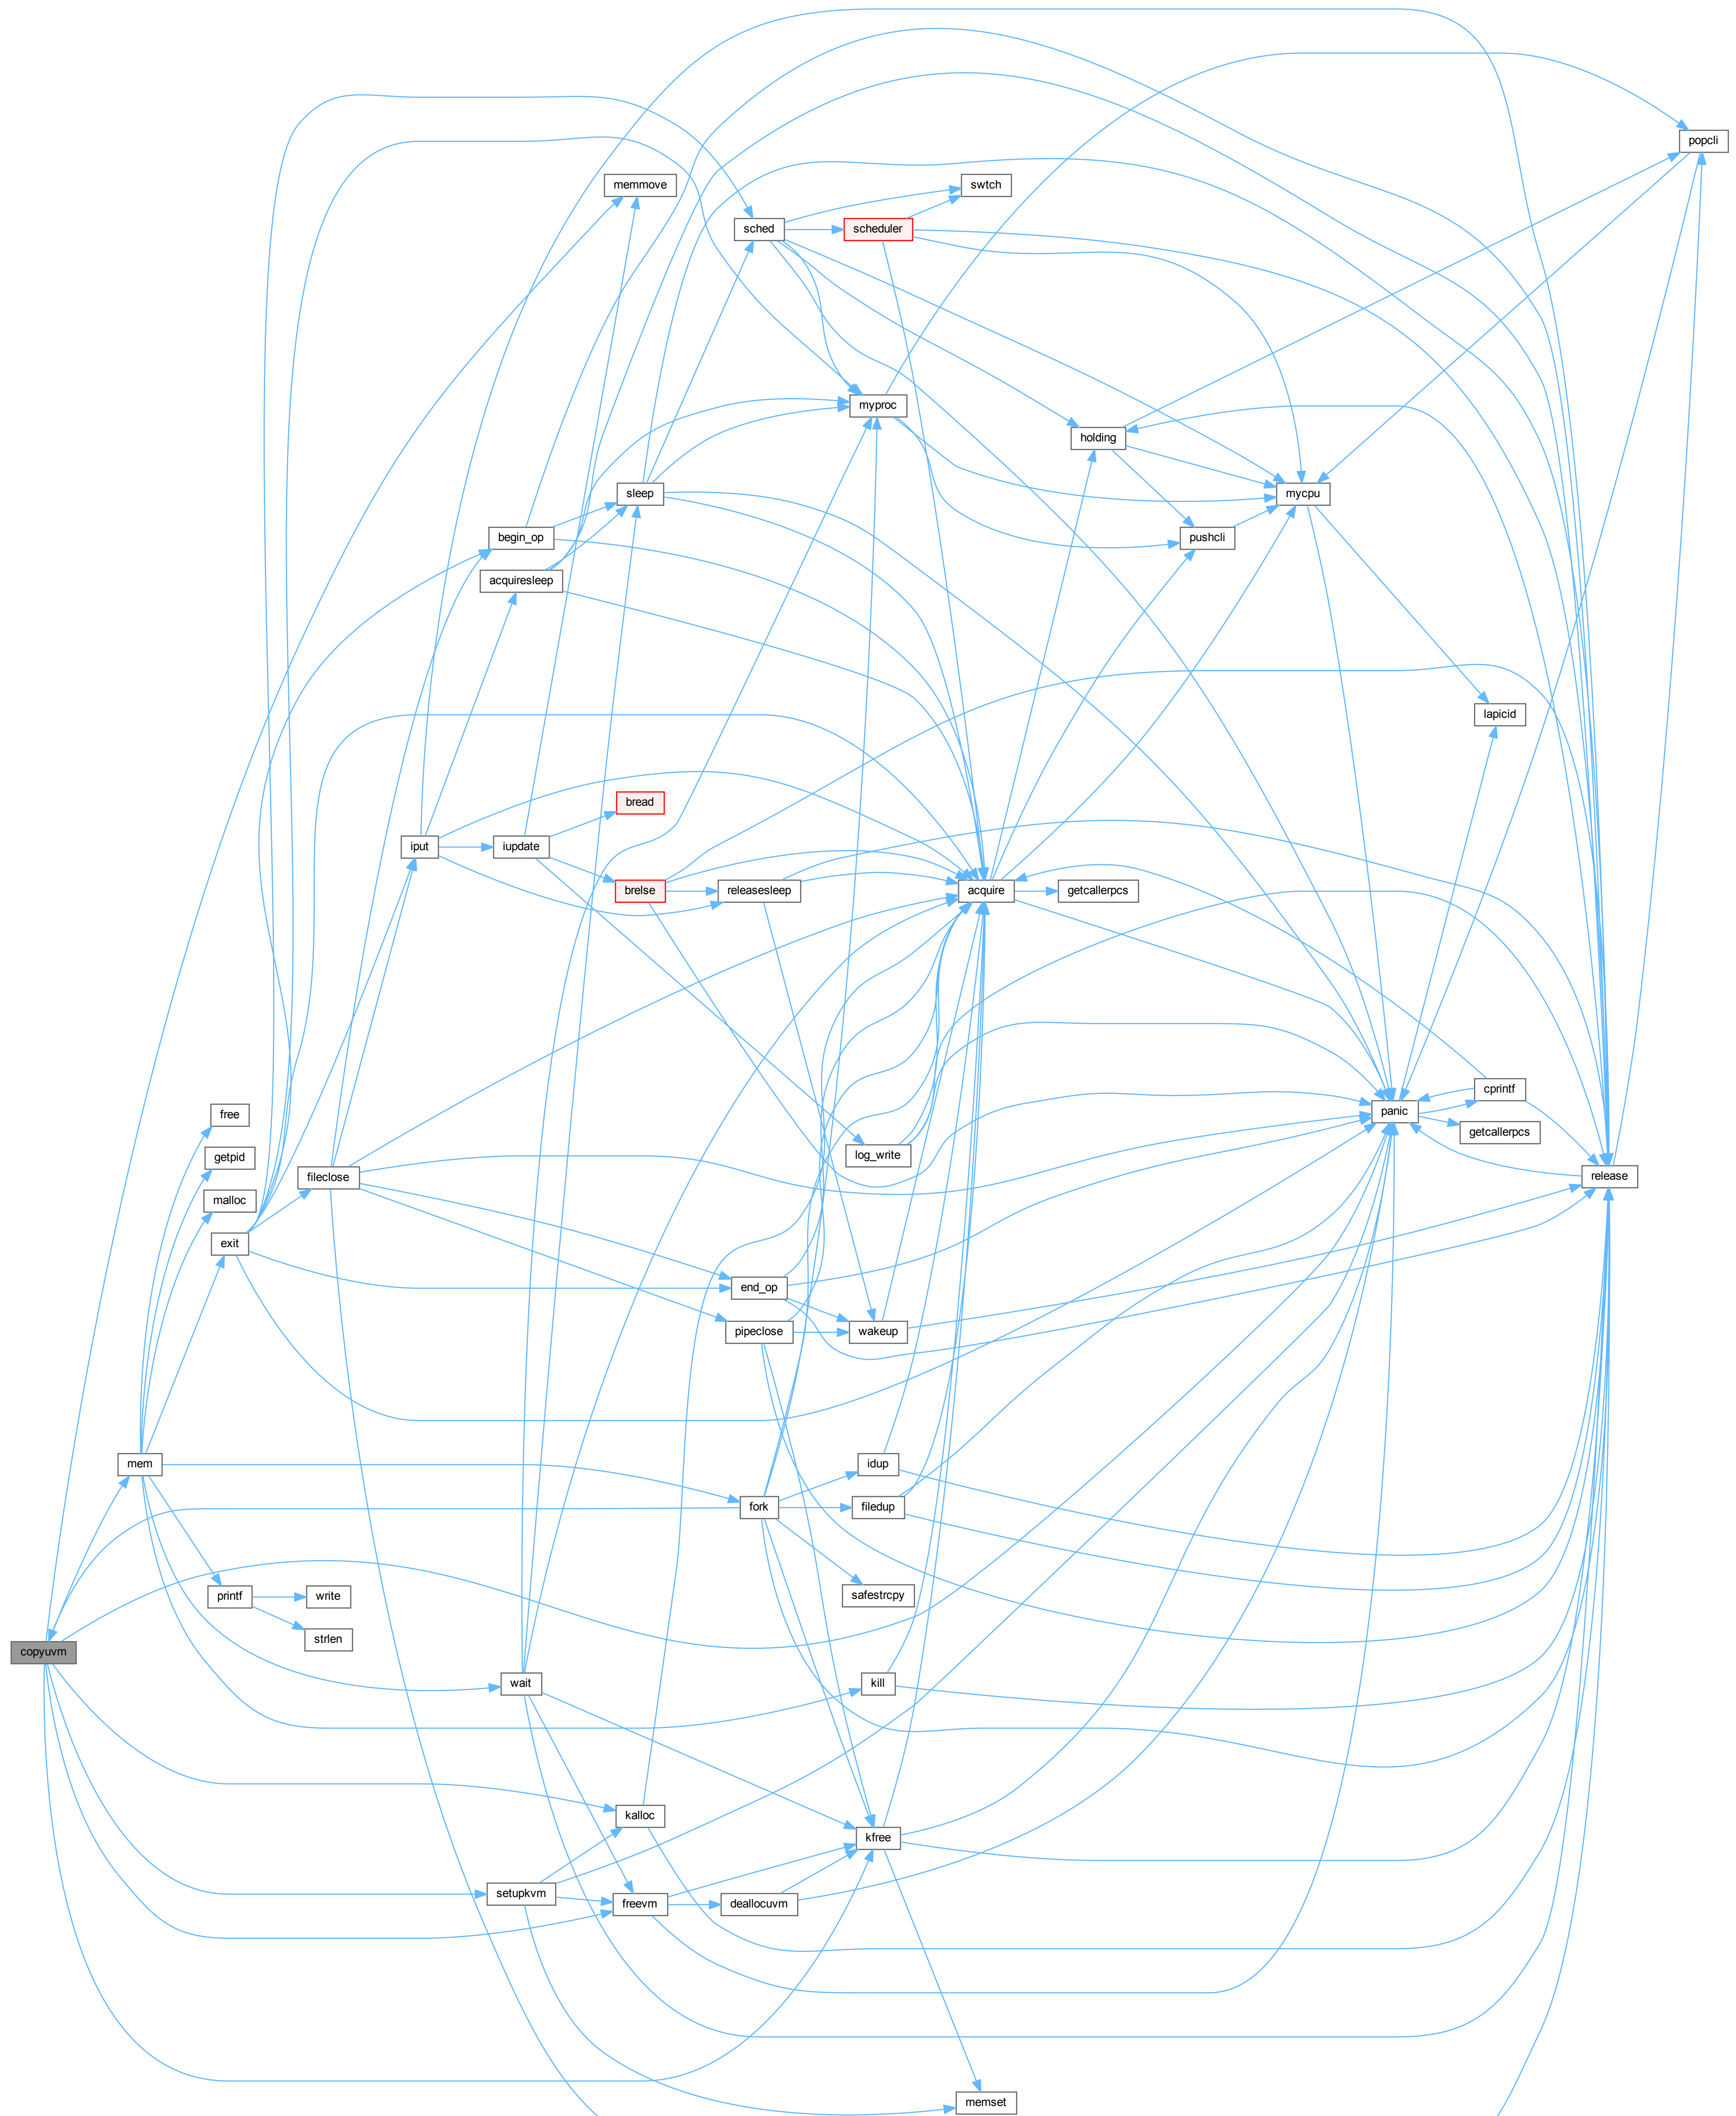 popcli
memmove
swtch
sched
scheduler
myproc
holding
sleep
mycpu
begin_op
pushcli
acquiresleep
lapicid
bread
iput
iupdate
brelse
releasesleep
acquire
getcallerpcs
cprintf
free
panic
getcallerpcs
getpid
log_write
fileclose
release
malloc
exit
end_op
pipeclose
wakeup
mem
idup
fork
filedup
printf
write
safestrcpy
strlen
copyuvm
wait
kill
kalloc
kfree
setupkvm
freevm
deallocuvm
memset